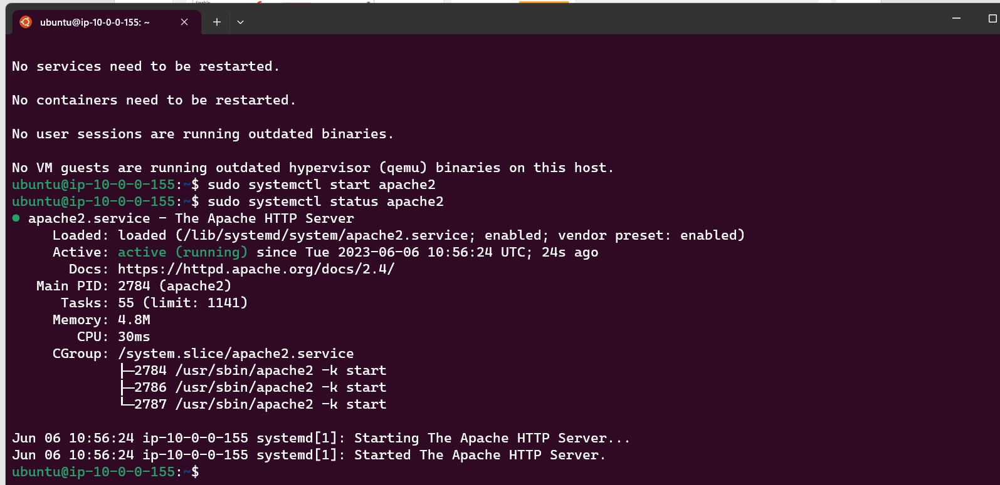 Enable
ubuntu@ip-10-0-0-155: ~
No services need to be restarted.
No containers need to be restarted.
No user sessions are running outdated binaries.
No VM guests are running outdated hypervisor (qemu) binaries on this host.
ubuntu@ip-10-0-0-155:~$ sudo systemctl start apache2
ubuntu@ip-10-0-0-155:~$ sudo systemctl status apache2
● apache2.service - The Apache HTTP Server
Loaded: loaded (/lib/systemd/system/apache2.service; enabled; vendor preset: enabled)
Active: active (running) since Tue 2023-06-06 10:56:24 UTC; 24s ago
Docs: https://httpd.apache.org/docs/2.4/
Main PID: 2784 (apache2)
Tasks: 55 (limit: 1141)
Memory: 4.8M
CPU: 30ms
CGroup: /system.slice/apache2.service
├─2784 /usr/sbin/apache2 -k start
├─2786 /usr/sbin/apache2 -k start
└─2787 /usr/sbin/apache2 -k start
Jun 06 10:56:24 ip-10-0-0-155 systemd[1]: Starting The Apache HTTP Server...
Jun 06 10:56:24 ip-10-0-0-155 systemd[1]: Started The Apache HTTP Server.
ubuntu@ip-10-0-0-155:~$